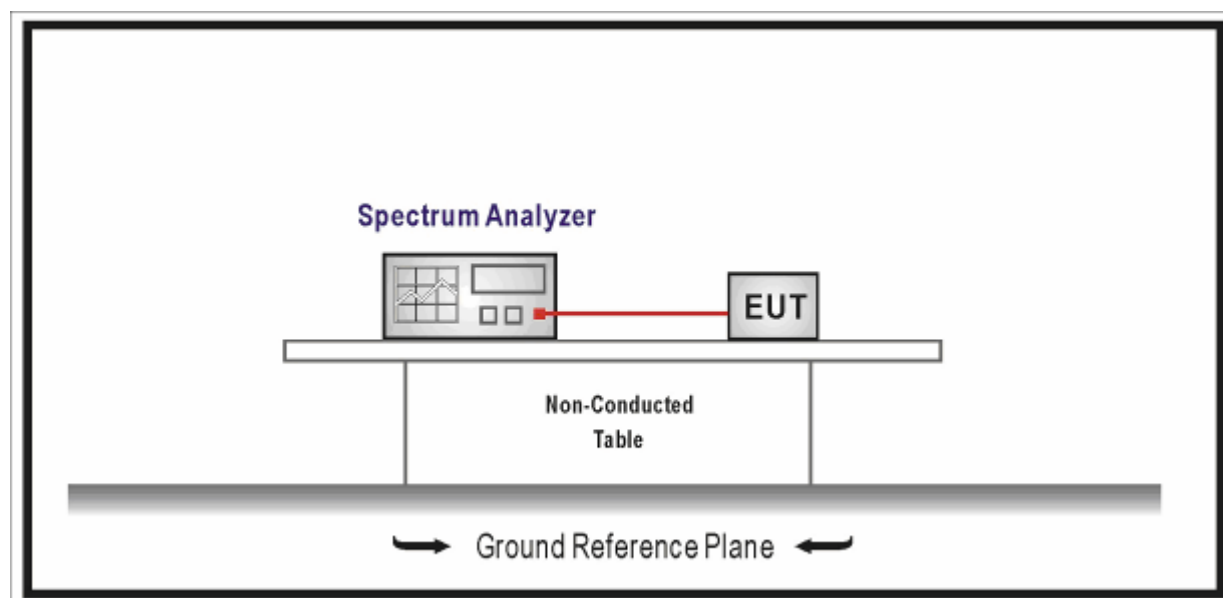 Spectrum Analyzer
EUT
Non-Conducted
Table
Ground Reference Plane